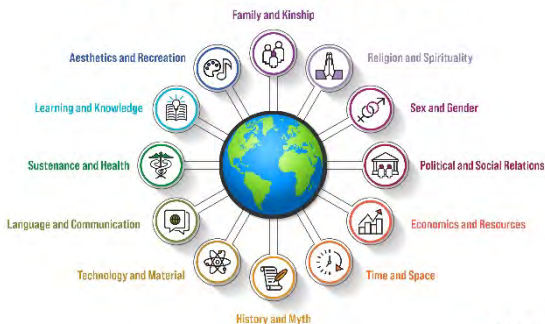 Family and Kinship
Religion and Spirituality
Sex and Gender
Political and Social Relations
Economics and Resources
Time and Space
History and Myth
Technology and Material
Language and Communication
Sustenance and Health
Learning and Knowledge
Aesthetics and Recreation